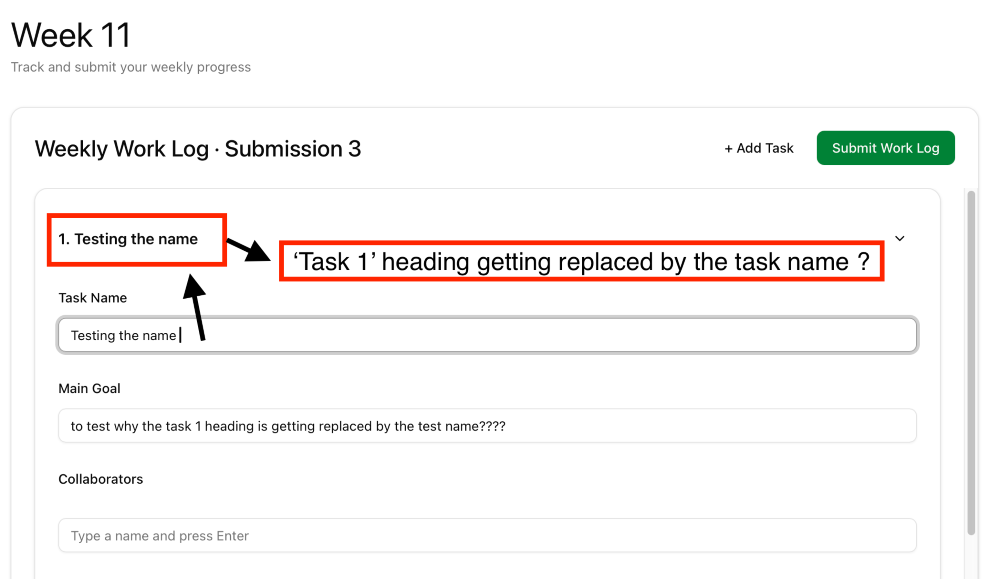 Week 11
Track and submit your weekly progress
Weekly Work Log · Submission 3
+ Add Task
Submit Work Log
1. Testing the name
‘Task 1’ heading getting replaced by the task name ?
Task Name
Testing the name
Main Goal
to test why the task 1 heading is getting replaced by the test name????
Collaborators
Type a name and press Enter